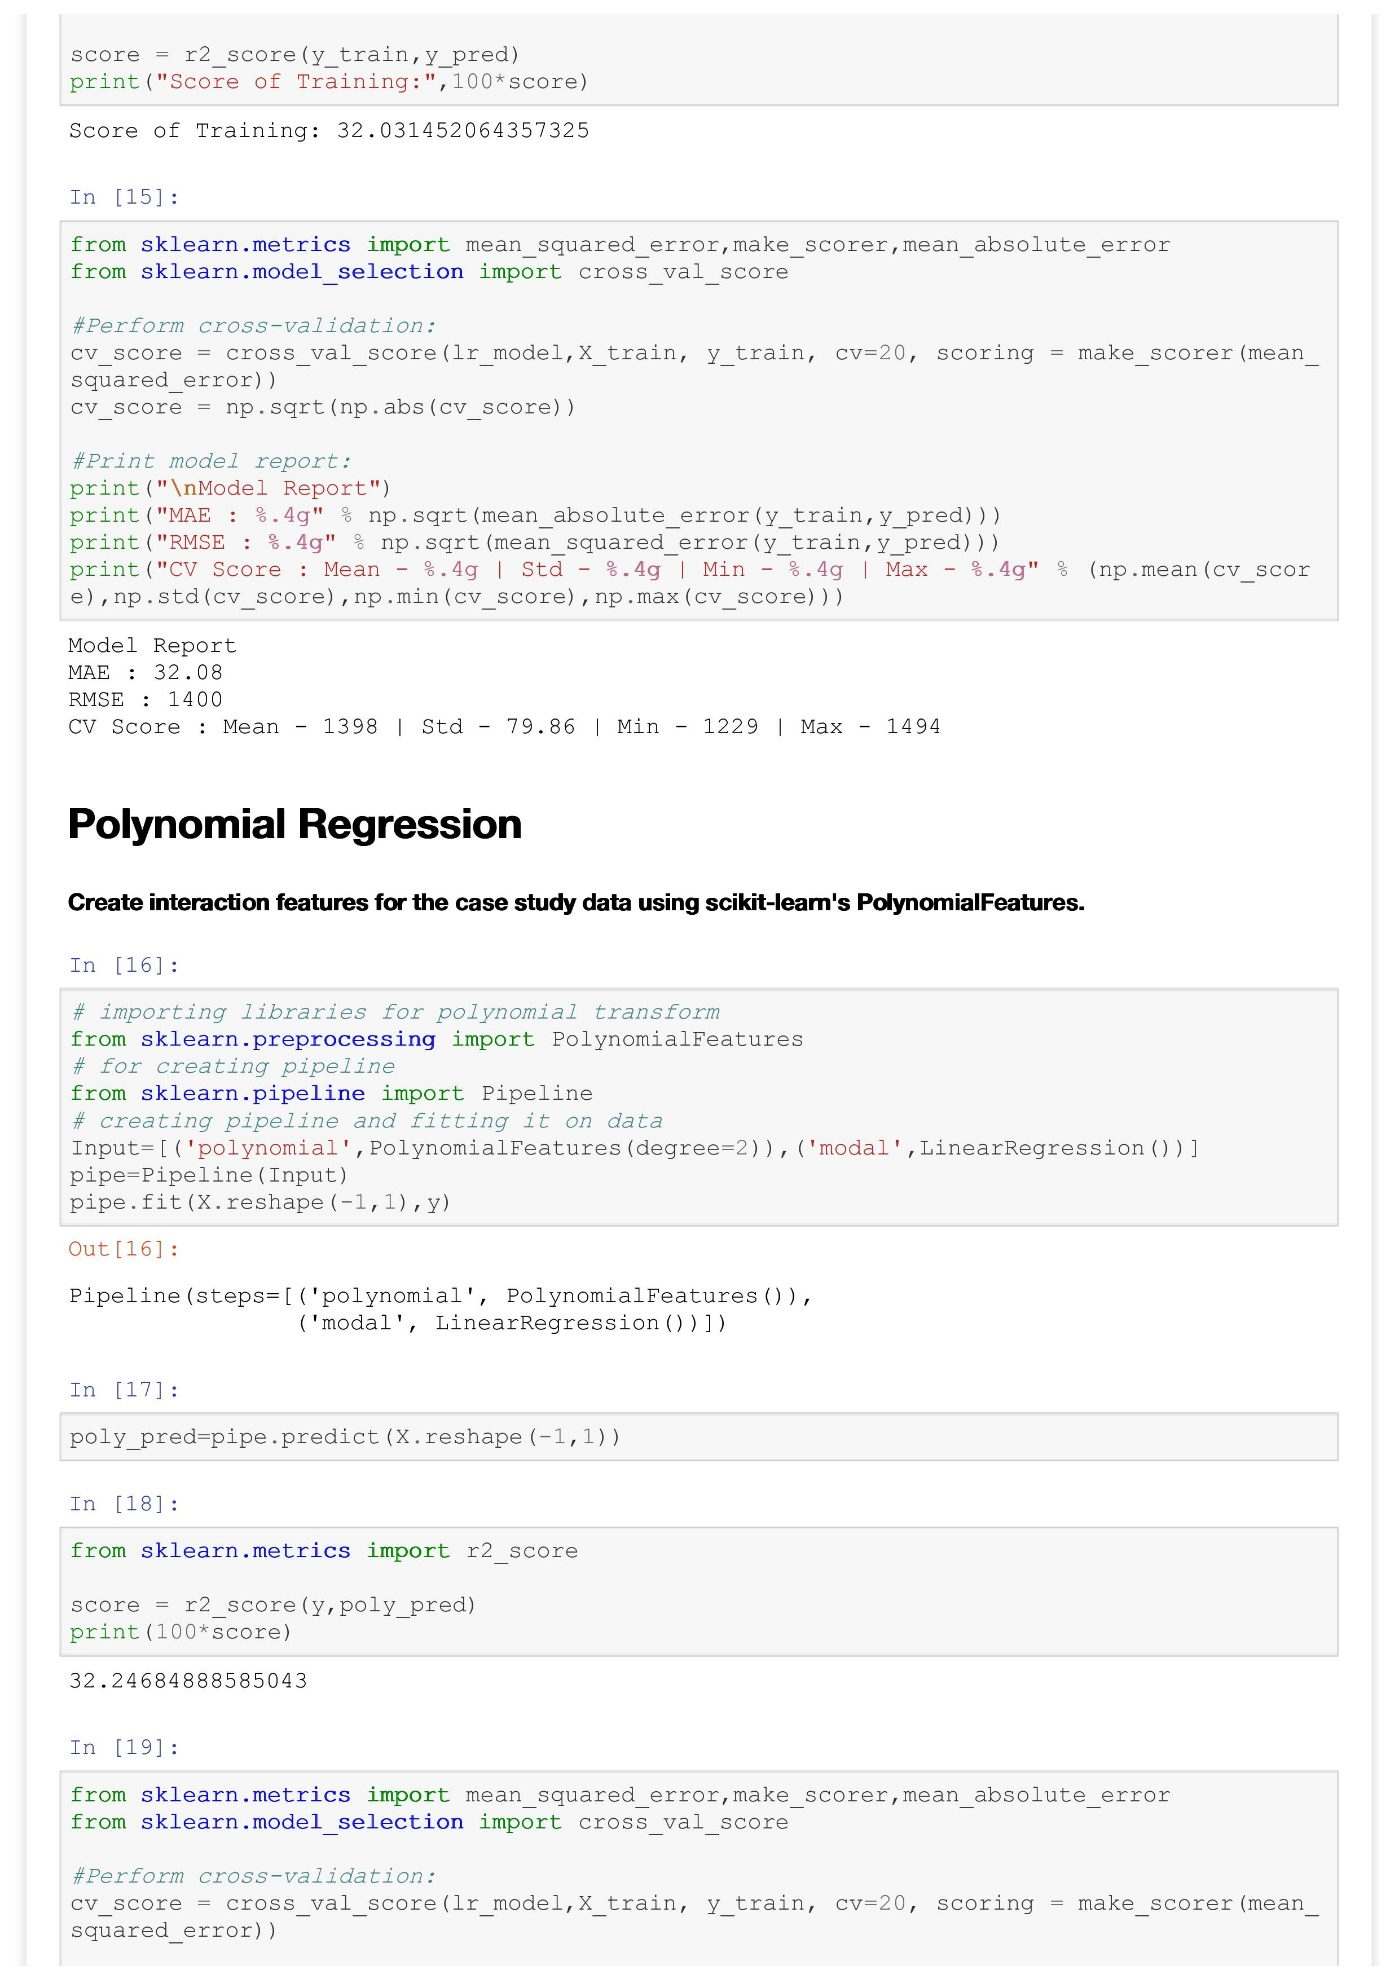 score = r2_score(y_train,y_pred)
print("Score of Training:",100*score)
Score of Training: 32.031452064357325
In [15]:
from sklearn.metrics import mean_squared_error,make_scorer,mean_absolute_error
from sklearn.model_selection import cross_val_score
#Perform cross-validation:
cv_score = cross_val_score(lr_model,X_train, y_train, cv=20, scoring = make_scorer(mean_
squared_error))
cv_score = np.sqrt(np.abs(cv_score))
#Print model report:
print("\nModel Report")
print("MAE : %.4g" % np.sqrt(mean_absolute_error(y_train,y_pred)))
print("RMSE : %.4g" % np.sqrt(mean_squared_error(y_train,y_pred)))
print("CV Score : Mean - %.4g | Std - %.4g | Min - %.4g | Max - %.4g" % (np.mean(cv_scor
e),np.std(cv_score),np.min(cv_score),np.max(cv_score)))
Model Report
MAE : 32.08
RMSE : 1400
CV Score : Mean - 1398 | Std - 79.86 | Min - 1229 | Max - 1494
Polynomial Regression
Create interaction features for the case study data using scikit-learn's PolynomialFeatures.
In [16]:
# importing libraries for polynomial transform
from sklearn.preprocessing import PolynomialFeatures
# for creating pipeline
from sklearn.pipeline import Pipeline
# creating pipeline and fitting it on data
Input=[('polynomial',PolynomialFeatures(degree=2)),('modal',LinearRegression())]
pipe=Pipeline(Input)
pipe.fit(X.reshape(-1,1),y)
Out[16]:
Pipeline(steps=[('polynomial', PolynomialFeatures()),
('modal', LinearRegression())])
In [17]:
poly_pred=pipe.predict(X.reshape(-1,1))
In [18]:
from sklearn.metrics import r2_score
score = r2_score(y,poly_pred)
print(100*score)
32.24684888585043
In [19]:
from sklearn.metrics import mean_squared_error,make_scorer,mean_absolute_error
from sklearn.model_selection import cross_val_score
#Perform cross-validation:
cv_score = cross_val_score(lr_model,X_train, y_train, cv=20, scoring = make_scorer(mean_
squared_error))